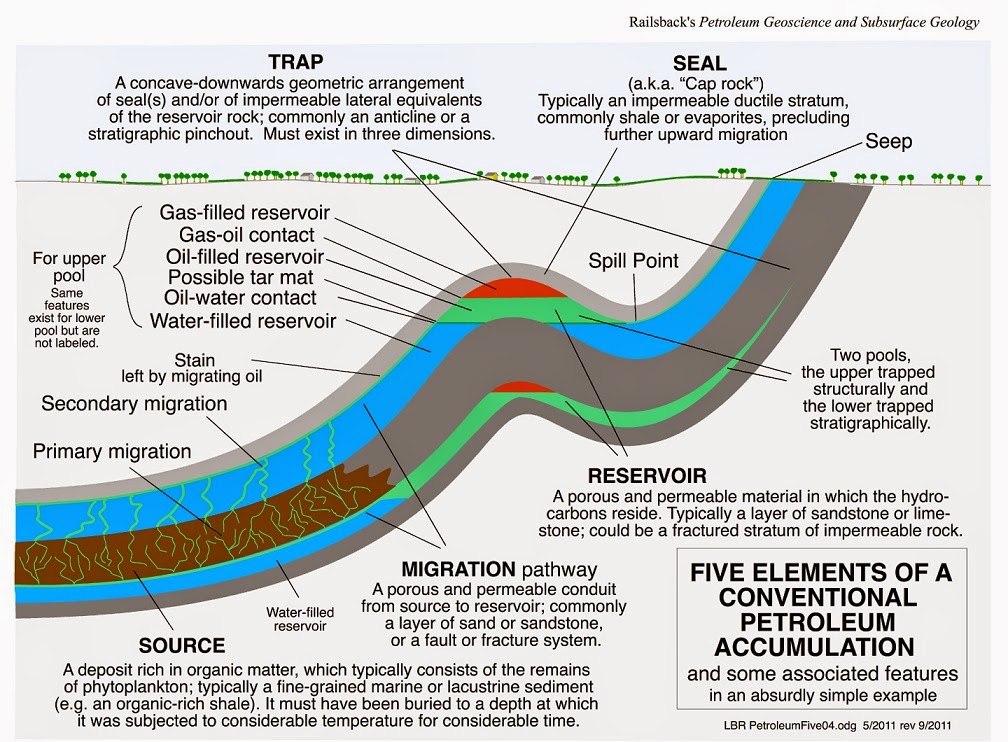 Railsback's Petroleum Geoscience and Subsurface Geology
TRAP
A concave-downwards geometric arrangement
of seal(s) and/or of impermeable lateral equivalents
of the reservoir rock; commonly an anticline or a
stratigraphic pinchout. Must exist in three dimensions.
SEAL
(a.k.a. “Cap rock”)
Typically an impermeable ductile stratum,
commonly shale or evaporites, precluding
further upward migration
Seep
Gas-filled reservoir
Gas-oil contact
Oil-filled reservoir
Possible tar mat
Oil-water contact
Water-filled reservoir
For upper
pool
Same
features
exist for lower
pool but are
not labeled.
Spill Point
Stain
left by migrating oil
Secondary migration
Primary migration
Two pools,
the upper trapped
structurally and
the lower trapped
stratigraphically.
RESERVOIR
A porous and permeable material in which the hydro-
carbons reside. Typically a layer of sandstone or lime-
stone; could be a fractured stratum of impermeable rock.
MIGRATION pathway
A porous and permeable conduit
from source to reservoir; commonly
a layer of sand or sandstone,
or a fault or fracture system.
Water-filled
reservoir
SOURCE
A deposit rich in organic matter, which typically consists of the remains
of phytoplankton; typically a fine-grained marine or lacustrine sediment
(e.g. an organic-rich shale). It must have been buried to a depth at which
it was subjected to considerable temperature for considerable time.
FIVE ELEMENTS OF A
CONVENTIONAL
PETROLEUM
ACCUMULATION
and some associated features
in an absurdly simple example
LBR PetroleumFive04.odg 5/2011 rev 9/2011